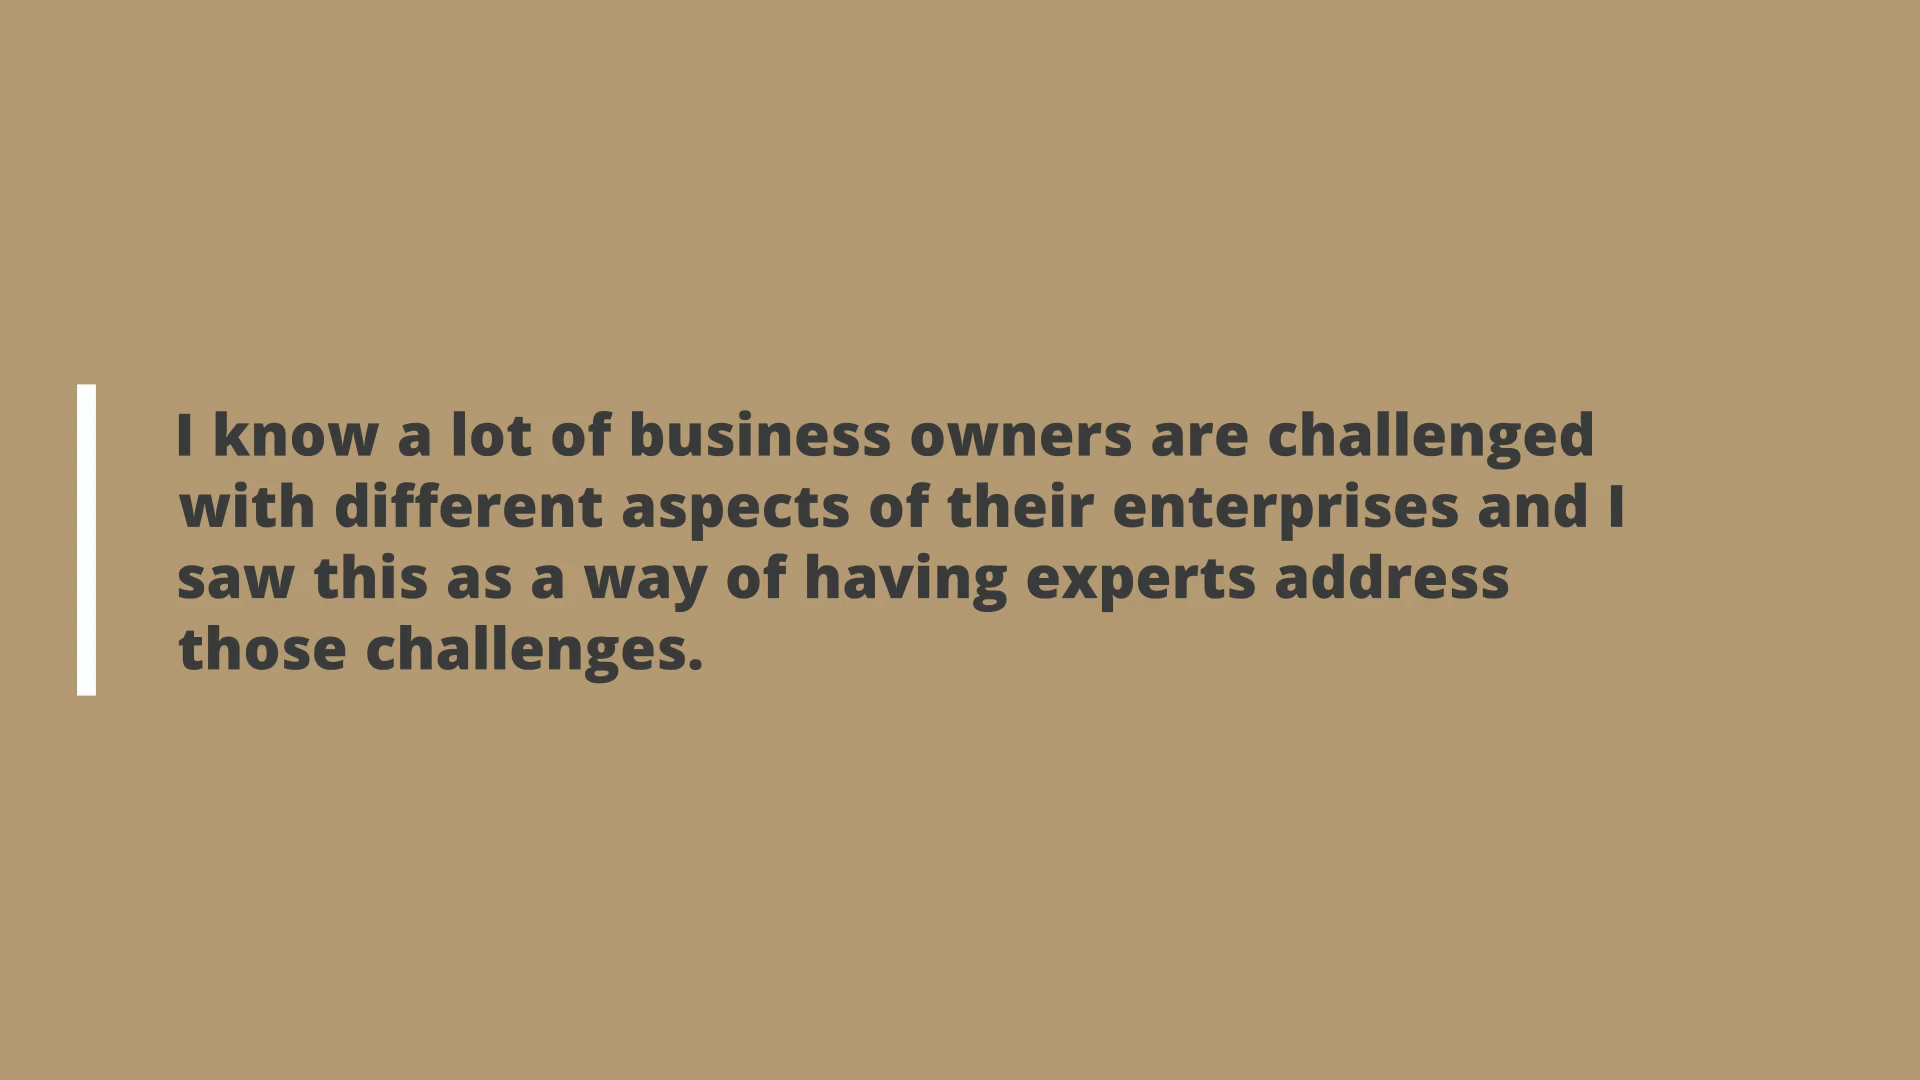 I know a lot of business owners are challenged
with different aspects of their enterprises and I
saw this as a way of having experts address
those challenges.